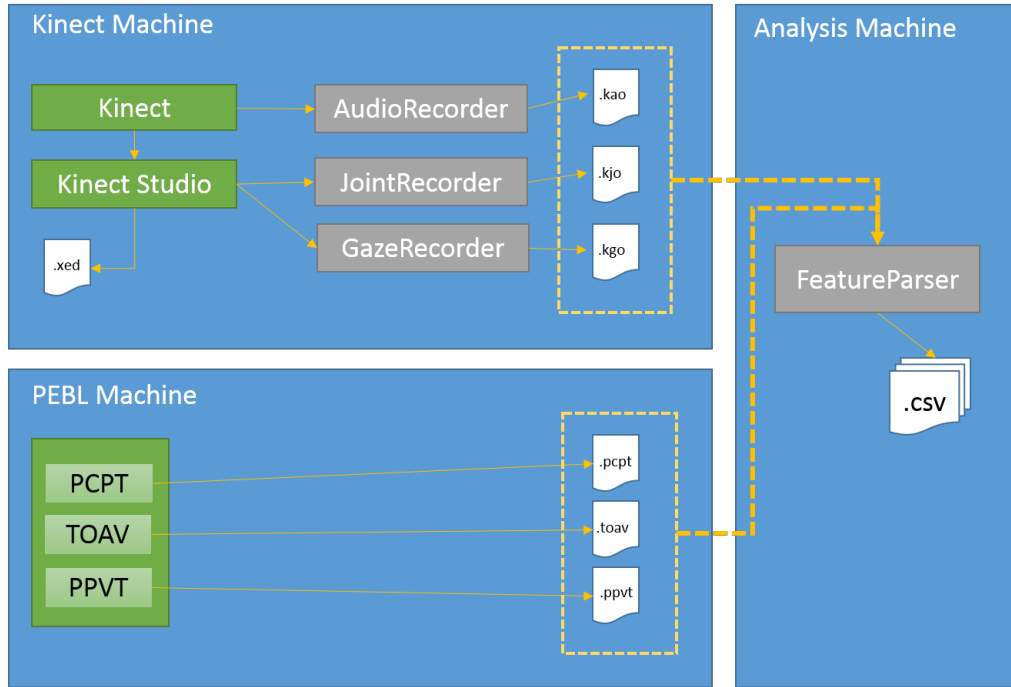 Kinect Machine
Kinect
AudioRecorder
.kao
Kinect Studio
JointRecorder
.kjo
GazeRecorder
.kgo
.xed
Analysis Machine
FeatureParser
.csv
PEBL Machine
PCPT
.pcpt
TOAV
.toav
PPVT
.ppvt